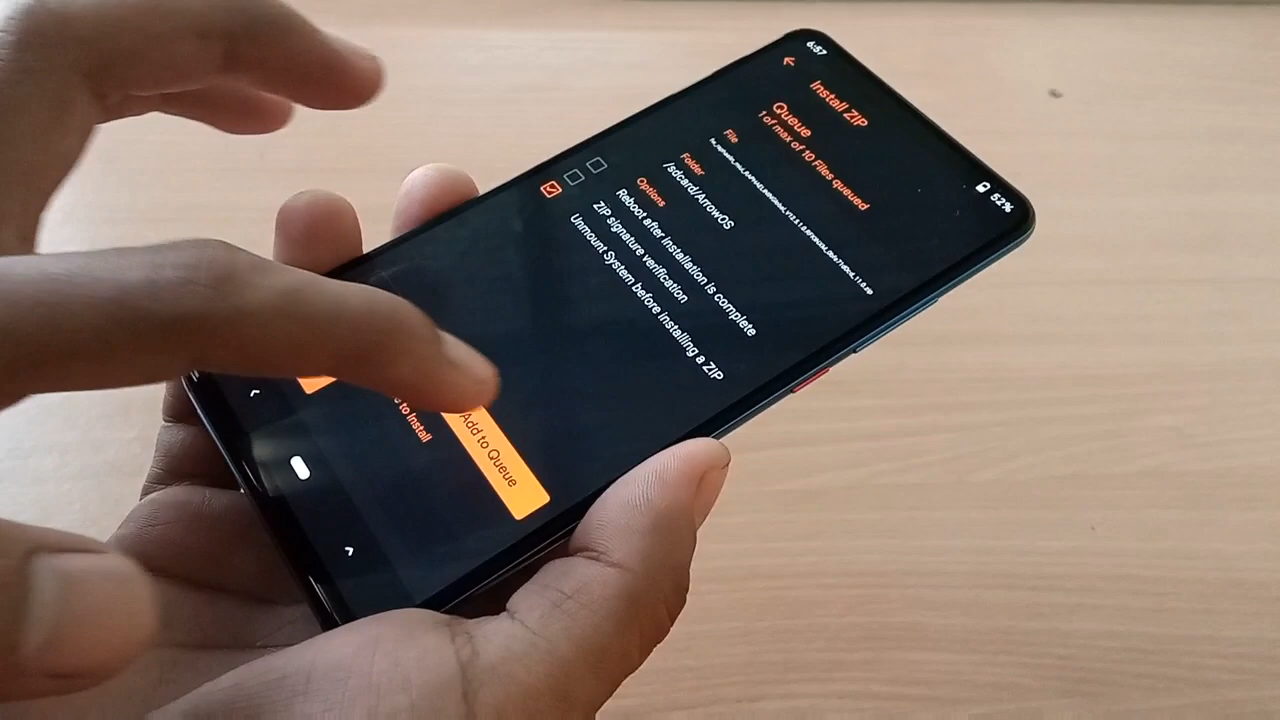 6:57
52%
Install ZIP
Queue
1 of max of 10 Files queued
File
Folder
/sdcard/ArrowOS
Options
Reboot after installation is complete
ZIP signature verification
Unmount System before installing a ZIP
Add to Queue
to Install